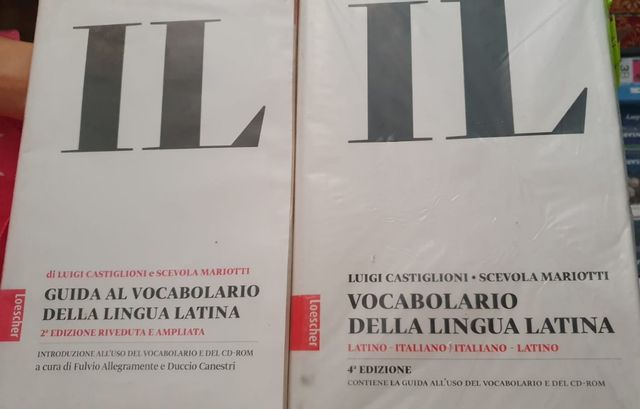 IL
di LUIGI CASTIGLIONI e SCEVOLA MARIOTTI
GUIDA AL VOCABOLARIO
DELLA LINGUA LATINA
2ª EDIZIONE RIVEDUTA E AMPLIATA
INTRODUZIONE ALL'USO DEL VOCABOLARIO E DEL CD-ROM
a cura di Fulvio Allegramente e Duccio Canestri
Loescher
IL
LUIGI CASTIGLIONI • SCEVOLA MARIOTTI
VOCABOLARIO
DELLA LINGUA LATINA
LATINO - ITALIANO ITALIANO - LATINO
4ª EDIZIONE
CONTIENE LA GUIDA ALL'USO DEL VOCABOLARIO E DEL CD-ROM
Loescher